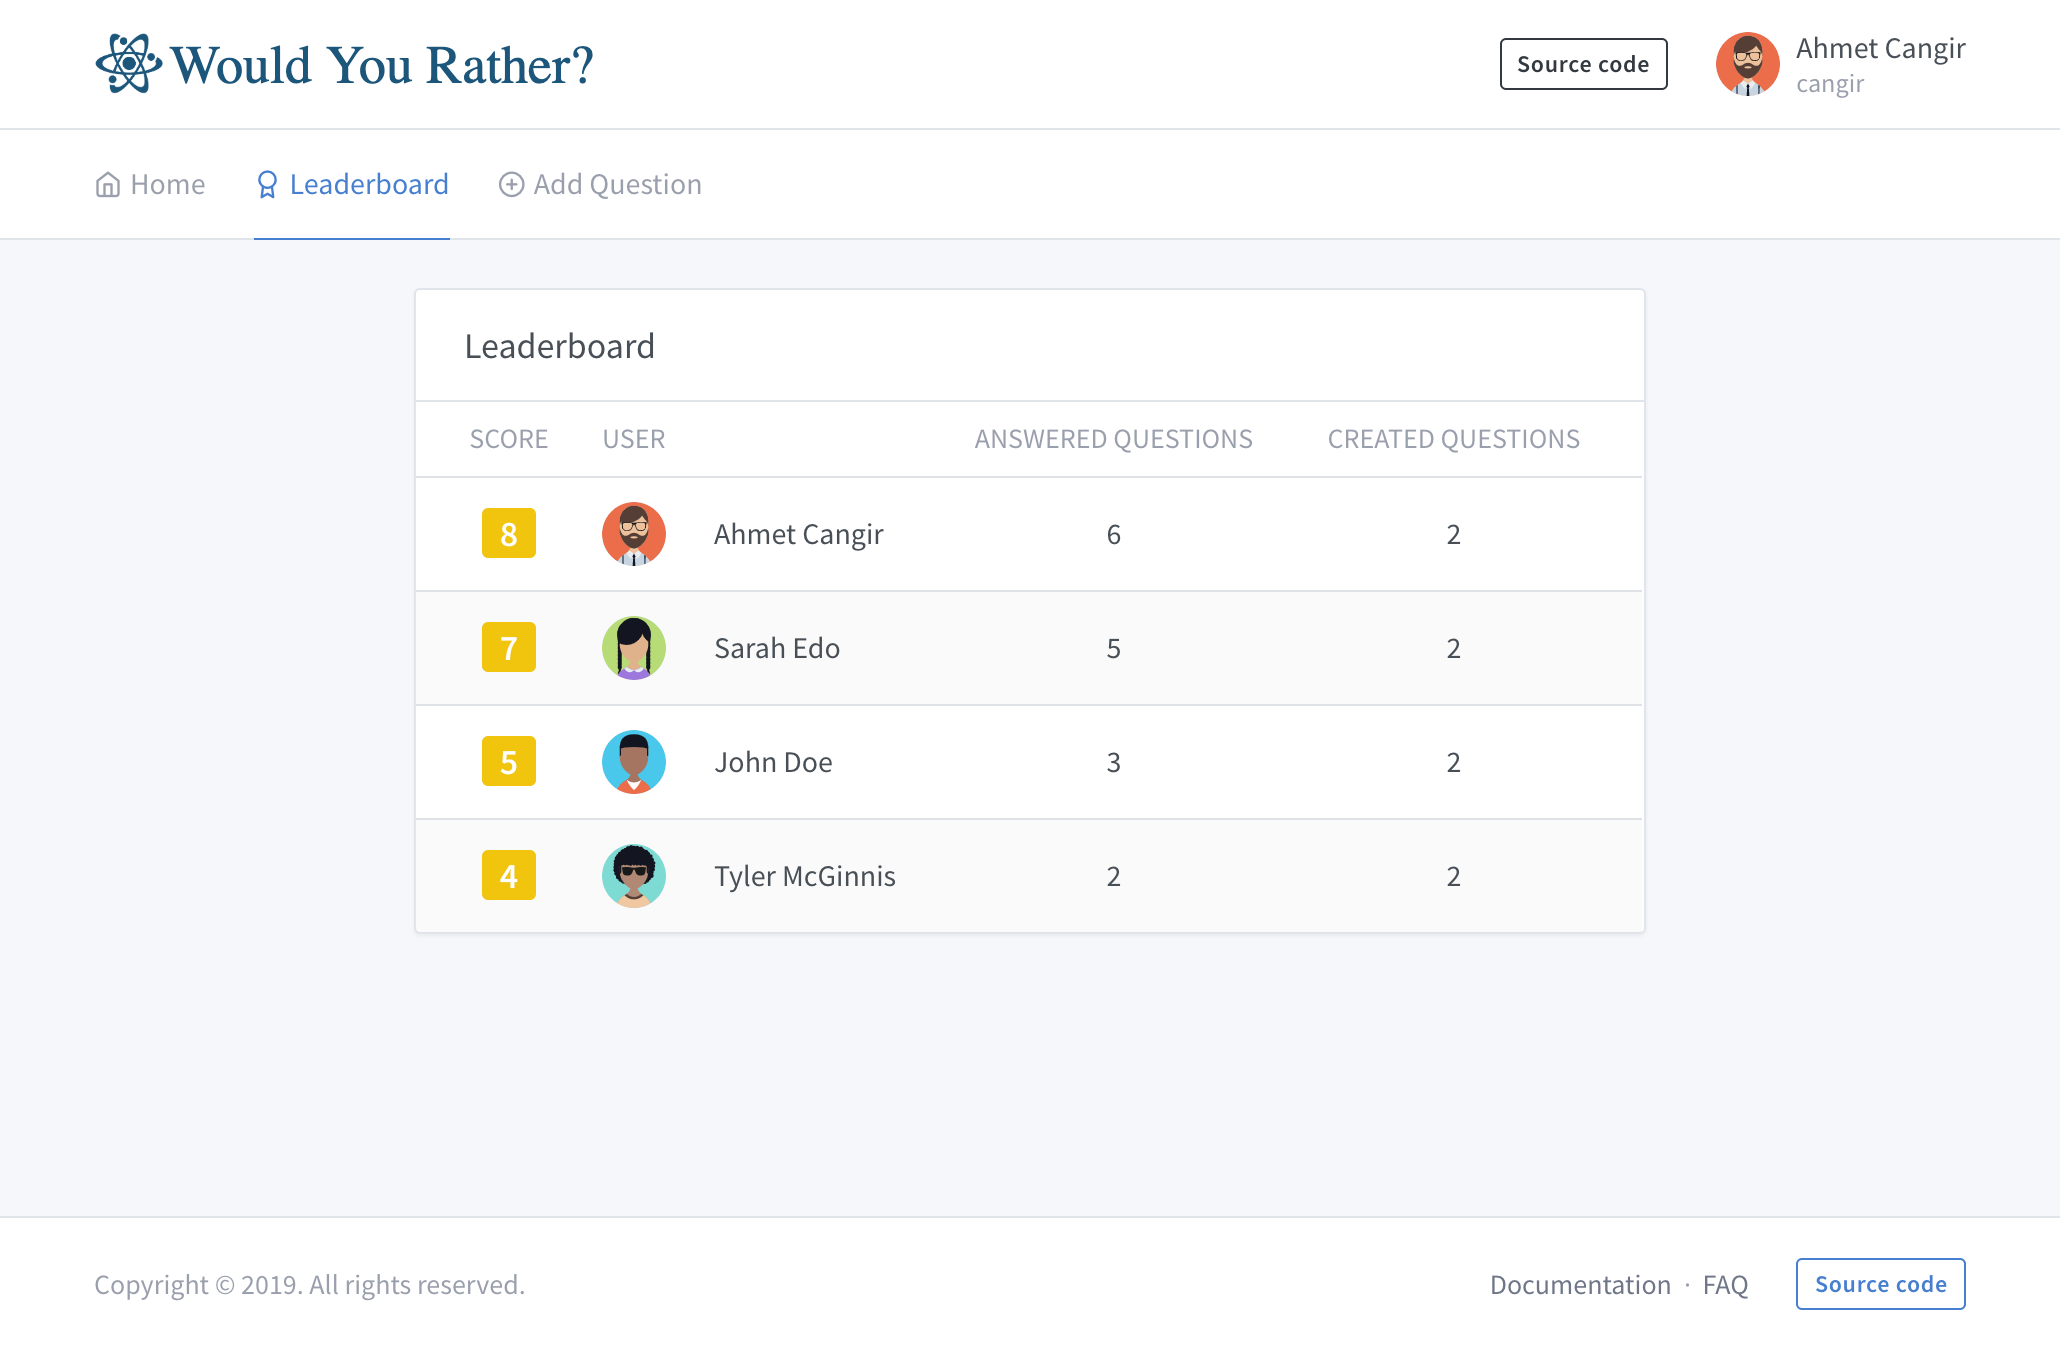 Would You Rather?
Source code
Ahmet Cangir
cangir
Home
Leaderboard
Add Question
Leaderboard
SCORE USER ANSWERED QUESTIONS CREATED QUESTIONS
8 Ahmet Cangir 6 2
7 Sarah Edo 5 2
5 John Doe 3 2
4 Tyler McGinnis 2 2
Copyright © 2019. All rights reserved.
Documentation · FAQ
Source code